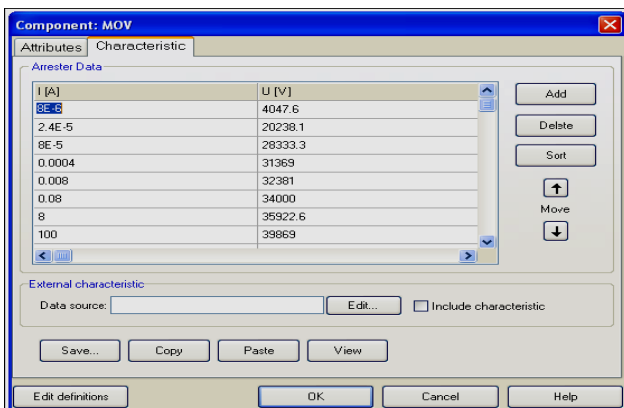 Component: MOV
Attributes Characteristic
Arrester Data
I [A] U [V]
8E-6 4047.6
2.4E-5 20238.1
8E-5 28333.3
0.0004 31369
0.008 32381
0.08 34000
8 35922.6
100 39869
Add
Delete
Sort
Move
External characteristic
Data source: Edit... Include characteristic
Save... Copy Paste View
Edit definitions OK Cancel Help